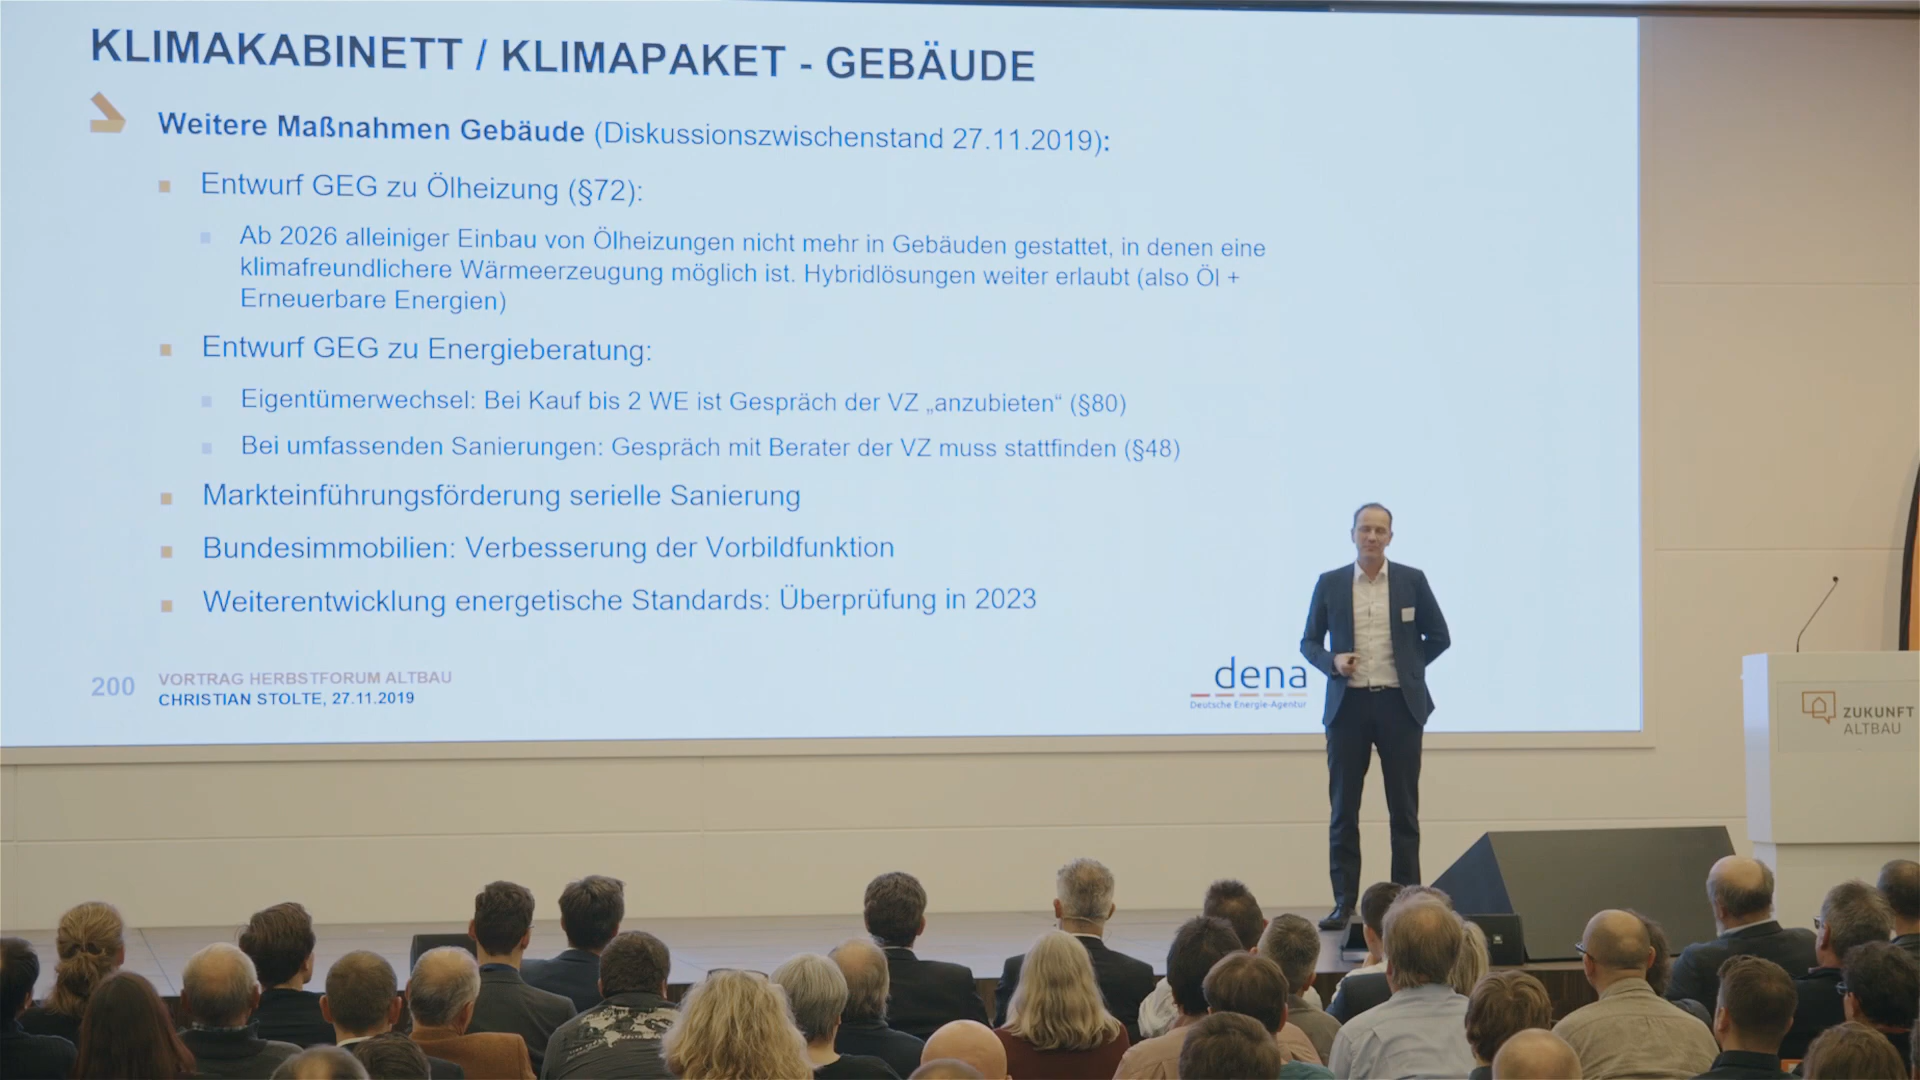 KLIMAKABINETT / KLIMAPAKET - GEBÄUDE
Weitere Maßnahmen Gebäude (Diskussionszwischenstand 27.11.2019):
Entwurf GEG zu Ölheizung (§72):
Ab 2026 alleiniger Einbau von Ölheizungen nicht mehr in Gebäuden gestattet, in denen eine
klimafreundlichere Wärmeerzeugung möglich ist. Hybridlösungen weiter erlaubt (also Öl +
Erneuerbare Energien)
Entwurf GEG zu Energieberatung:
Eigentümerwechsel: Bei Kauf bis 2 WE ist Gespräch der VZ „anzubieten“ (§80)
Bei umfassenden Sanierungen: Gespräch mit Berater der VZ muss stattfinden (§48)
Markteinführungsförderung serielle Sanierung
Bundesimmobilien: Verbesserung der Vorbildfunktion
Weiterentwicklung energetische Standards: Überprüfung in 2023
200
VORTRAG HERBSTFORUM ALTBAU
CHRISTIAN STOLTE, 27.11.2019
dena
Deutsche Energie-Agentur
ZUKUNFT
ALTBAU